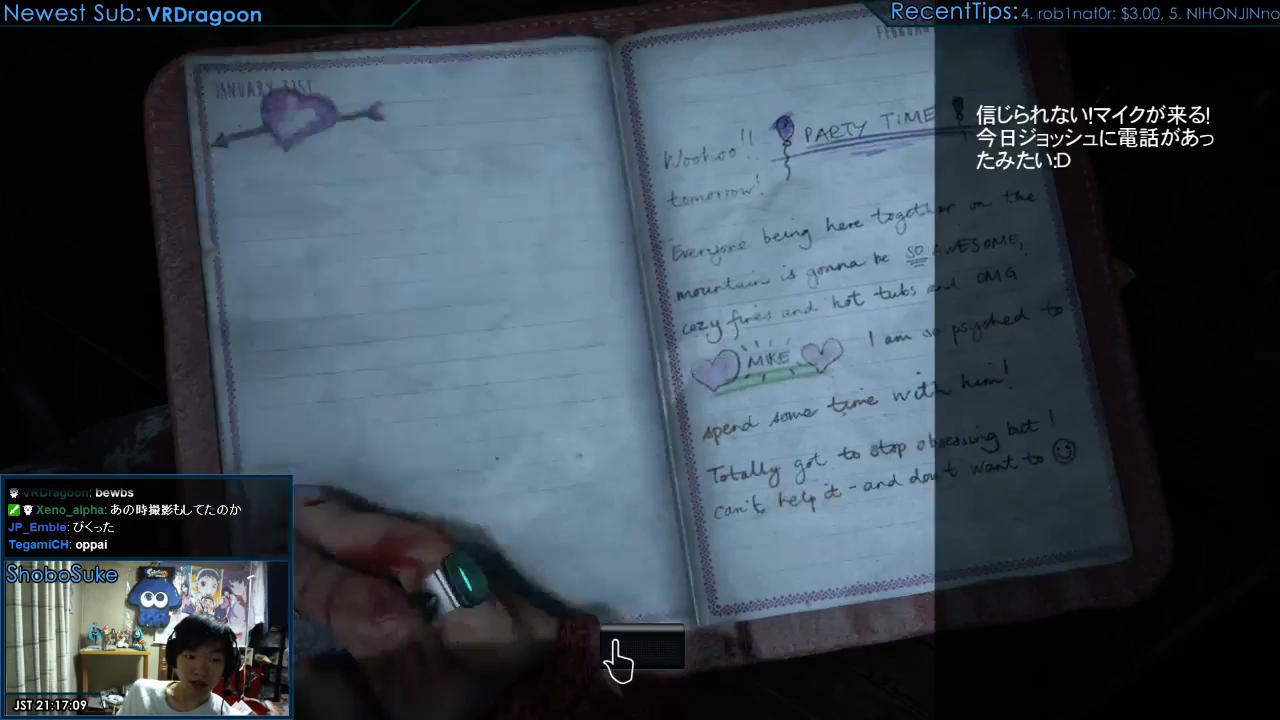 Newest Sub: VRDragoon
RecentTips: 4. rob1nat0r: $3.00, 5. NIHONJINno
JANUARY 31ST
Woohoo!! PARTY TIME
tomorrow!
Everyone being here together on the
mountain is gonna be SO AWESOME,
cozy fires and hot tubs and OMG
MIKE I am so psyched to
spend some time with him!
Totally got to stop obsessing but I
can't help it - and don't want to
信じられない!マイクが来る!
今日ジョッシュに電話があっ
たみたい:D
VRDragoon: bewbs
Xeno_alpha: あの時撮影もしてたのか
JP_Emble: びくった
TegamiCH: oppai
ShoboSuke
JST 21:17:09